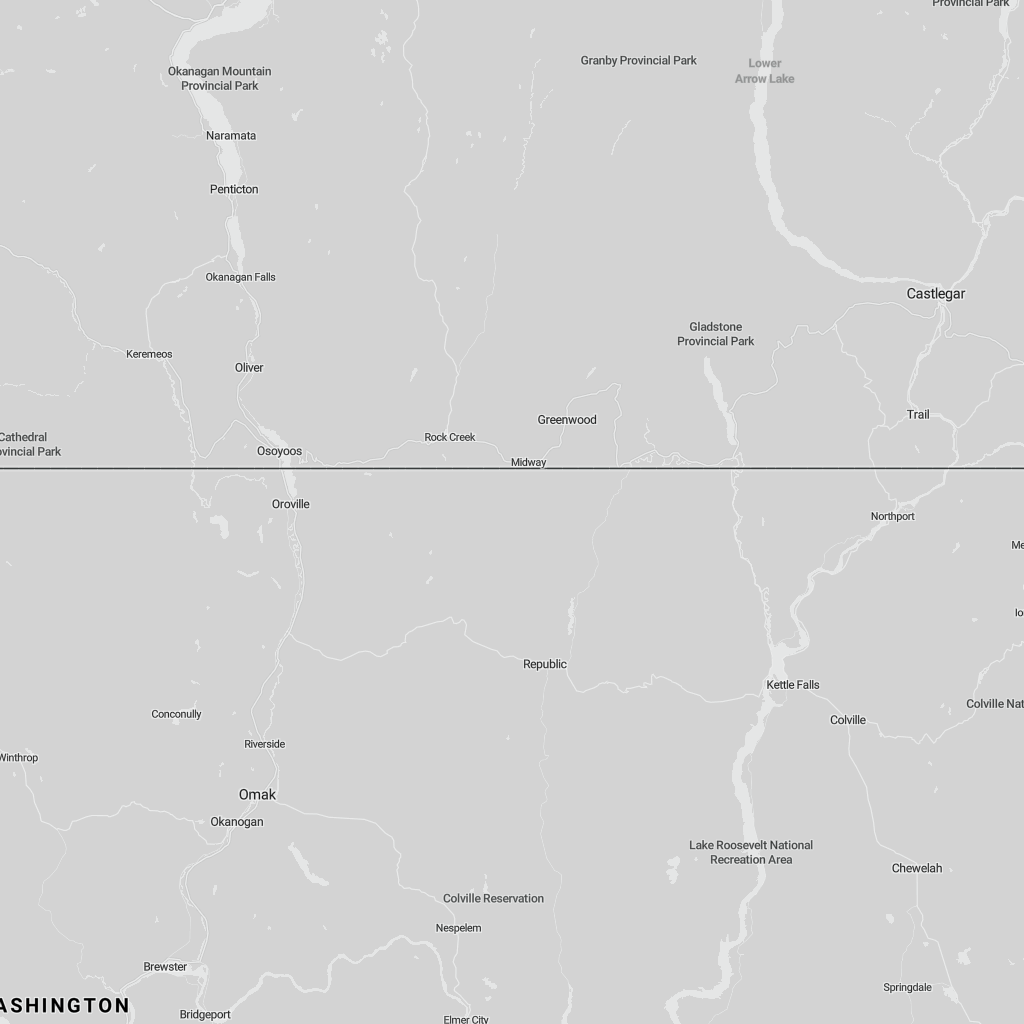 Provincial Park
Granby Provincial Park
Lower
Arrow Lake
Okanagan Mountain
Provincial Park
Naramata
Penticton
Okanagan Falls
Castlegar
Gladstone
Provincial Park
Keremeos
Oliver
Trail
Greenwood
Rock Creek
Cathedral
ovincial Park
Osoyoos
Midway
Oroville
Northport
Me
Io
Republic
Kettle Falls
Colville Nat
Conconully
Colville
Riverside
Winthrop
Omak
Okanogan
Lake Roosevelt National
Recreation Area
Chewelah
Colville Reservation
Nespelem
Brewster
Springdale
ASHINGTON
Bridgeport
Elmer City